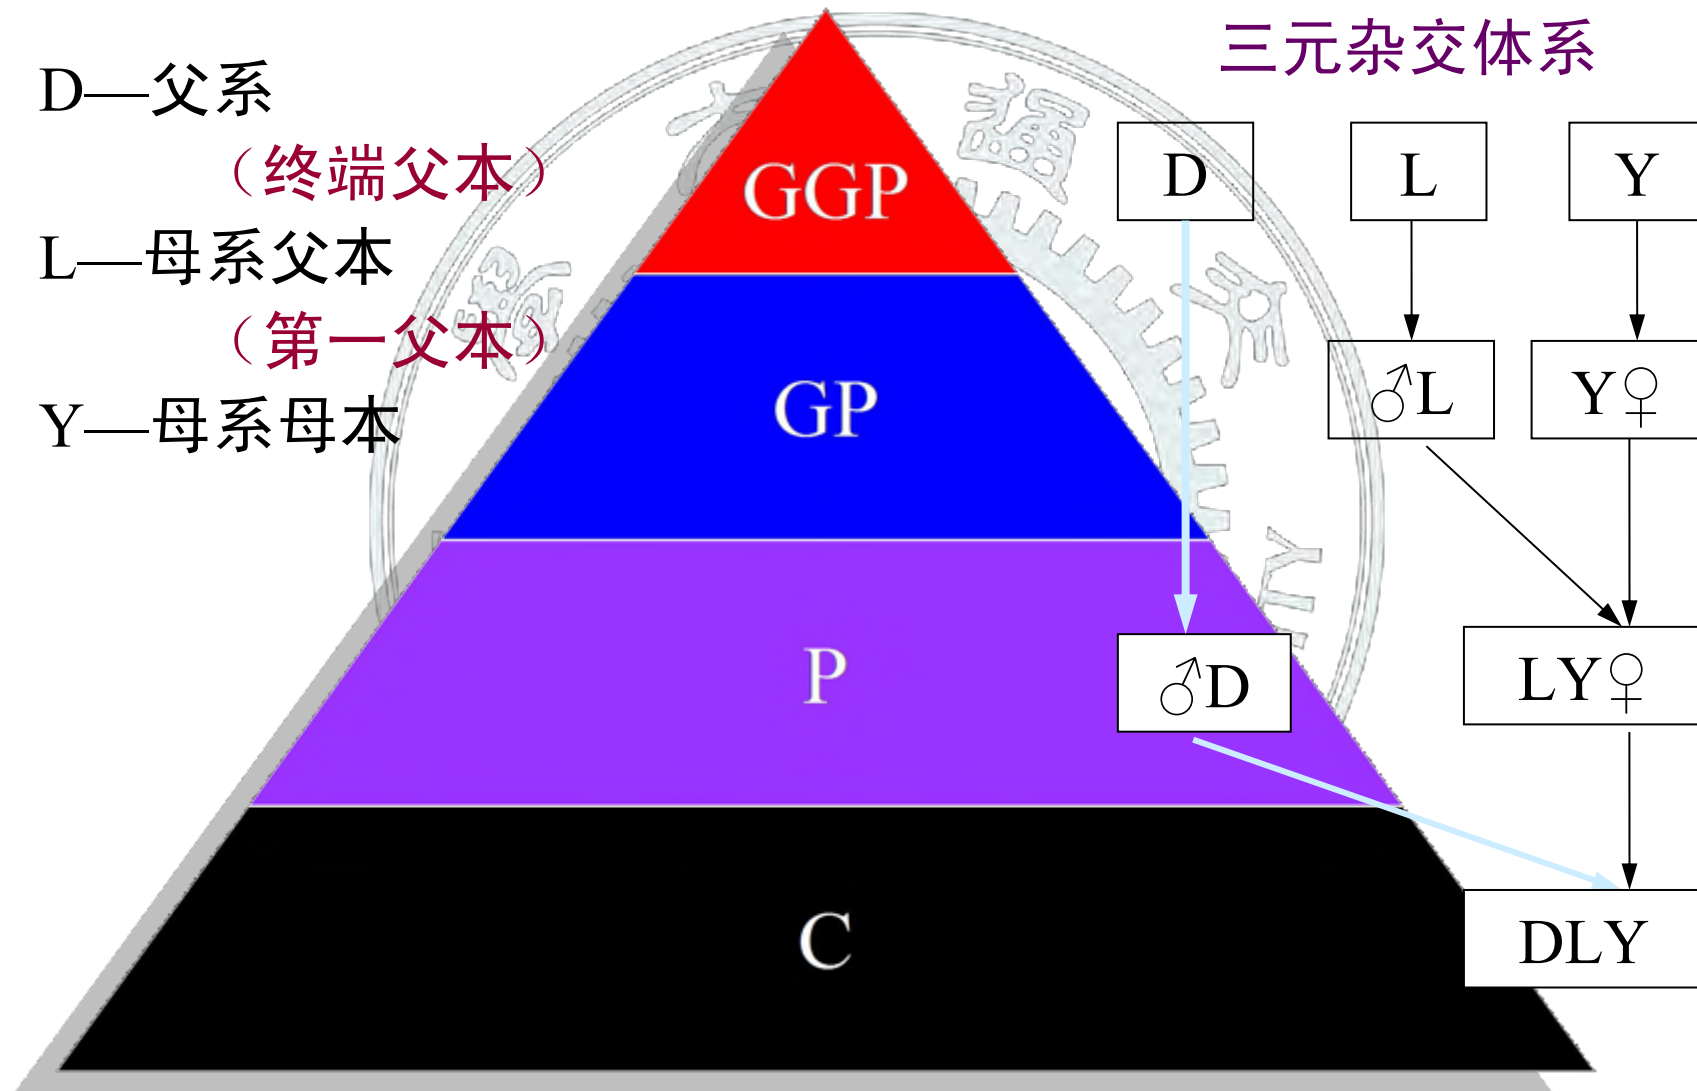 三元杂交体系
D—父系
（终端父本）
L—母系父本
（第一父本）
Y—母系母本
GGP
GP
P
C
D
L
Y
♂L
Y♀
♂D
LY♀
DLY